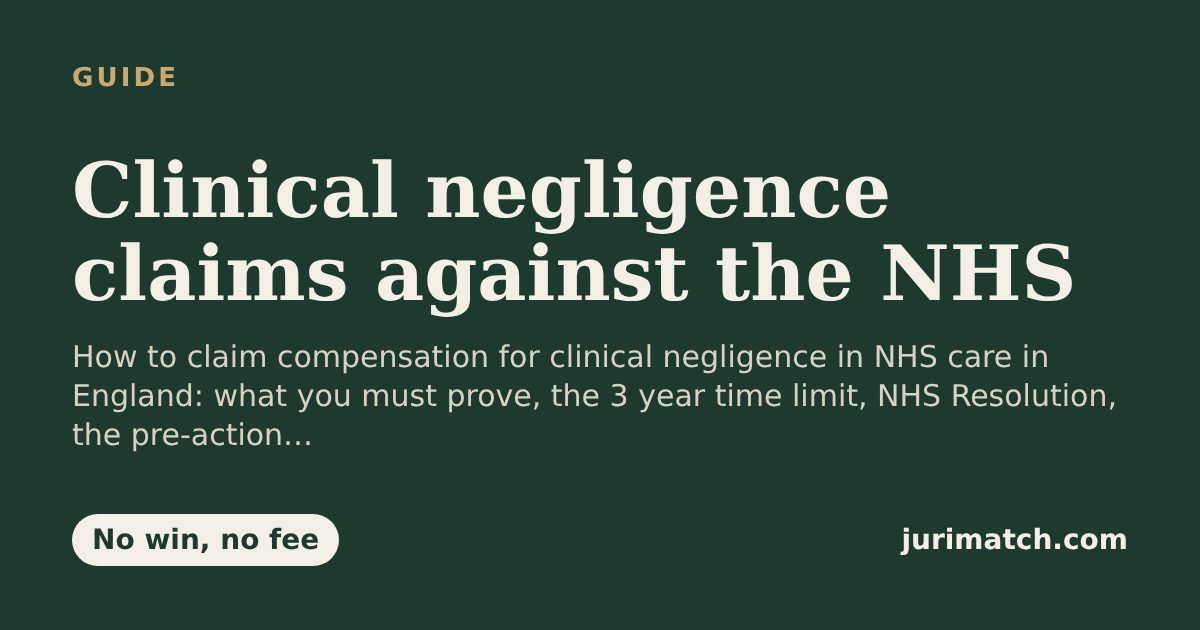 GUIDE
Clinical negligence
claims against the NHS
How to claim compensation for clinical negligence in NHS care in
England: what you must prove, the 3 year time limit, NHS Resolution,
the pre-action…
No win, no fee
jurimatch.com